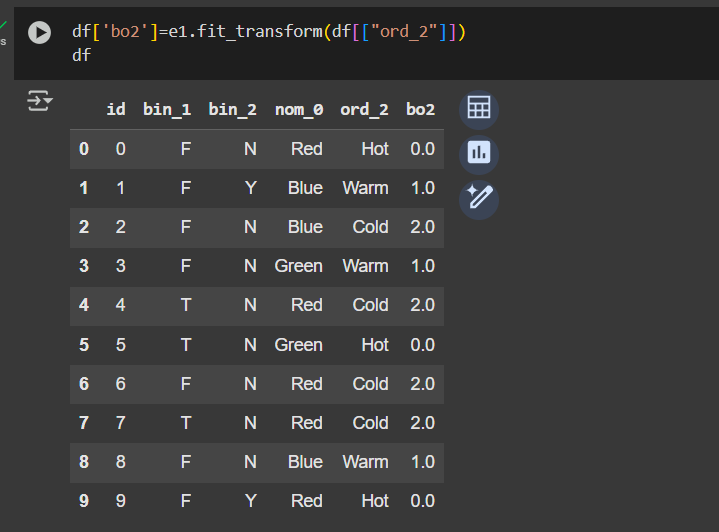 s
df['bo2']=e1.fit_transform(df[["ord_2"]])
df
id bin_1 bin_2 nom_0 ord_2 bo2
0 0 F N Red Hot 0.0
1 1 F Y Blue Warm 1.0
2 2 F N Blue Cold 2.0
3 3 F N Green Warm 1.0
4 4 T N Red Cold 2.0
5 5 T N Green Hot 0.0
6 6 F N Red Cold 2.0
7 7 T N Red Cold 2.0
8 8 F N Blue Warm 1.0
9 9 F Y Red Hot 0.0